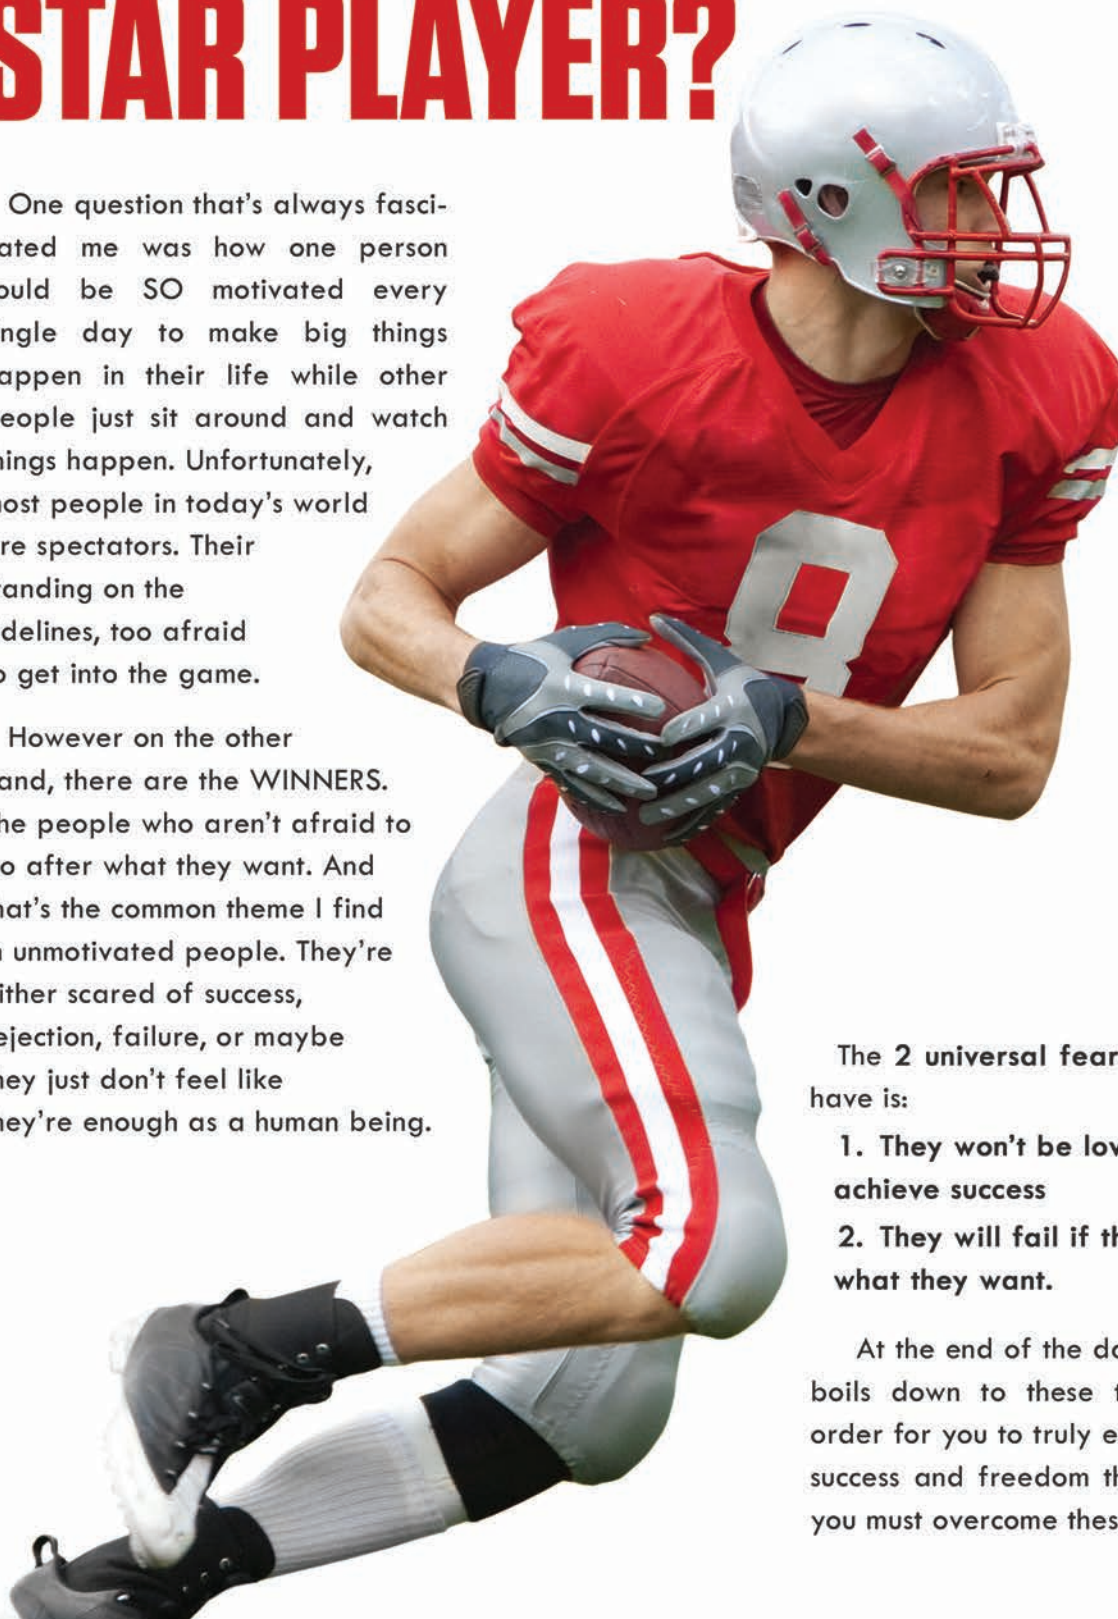 STAR PLAYER?
One question that's always fasci-
ated me was how one person
ould be SO motivated every
ngle day to make big things
appen in their life while other
eople just sit around and watch
ings happen. Unfortunately,
ost people in today's world
re spectators. Their
anding on the
delines, too afraid
o get into the game.
However on the other
and, there are the WINNERS.
he people who aren't afraid to
o after what they want. And
hat's the common theme I find
unmotivated people. They're
ither scared of success,
ejection, failure, or maybe
hey just don't feel like
hey're enough as a human being.
8
The 2 universal fear
have is:
1. They won't be lov
achieve success
2. They will fail if th
what they want.
At the end of the da
boils down to these t
order for you to truly e
success and freedom th
you must overcome thes